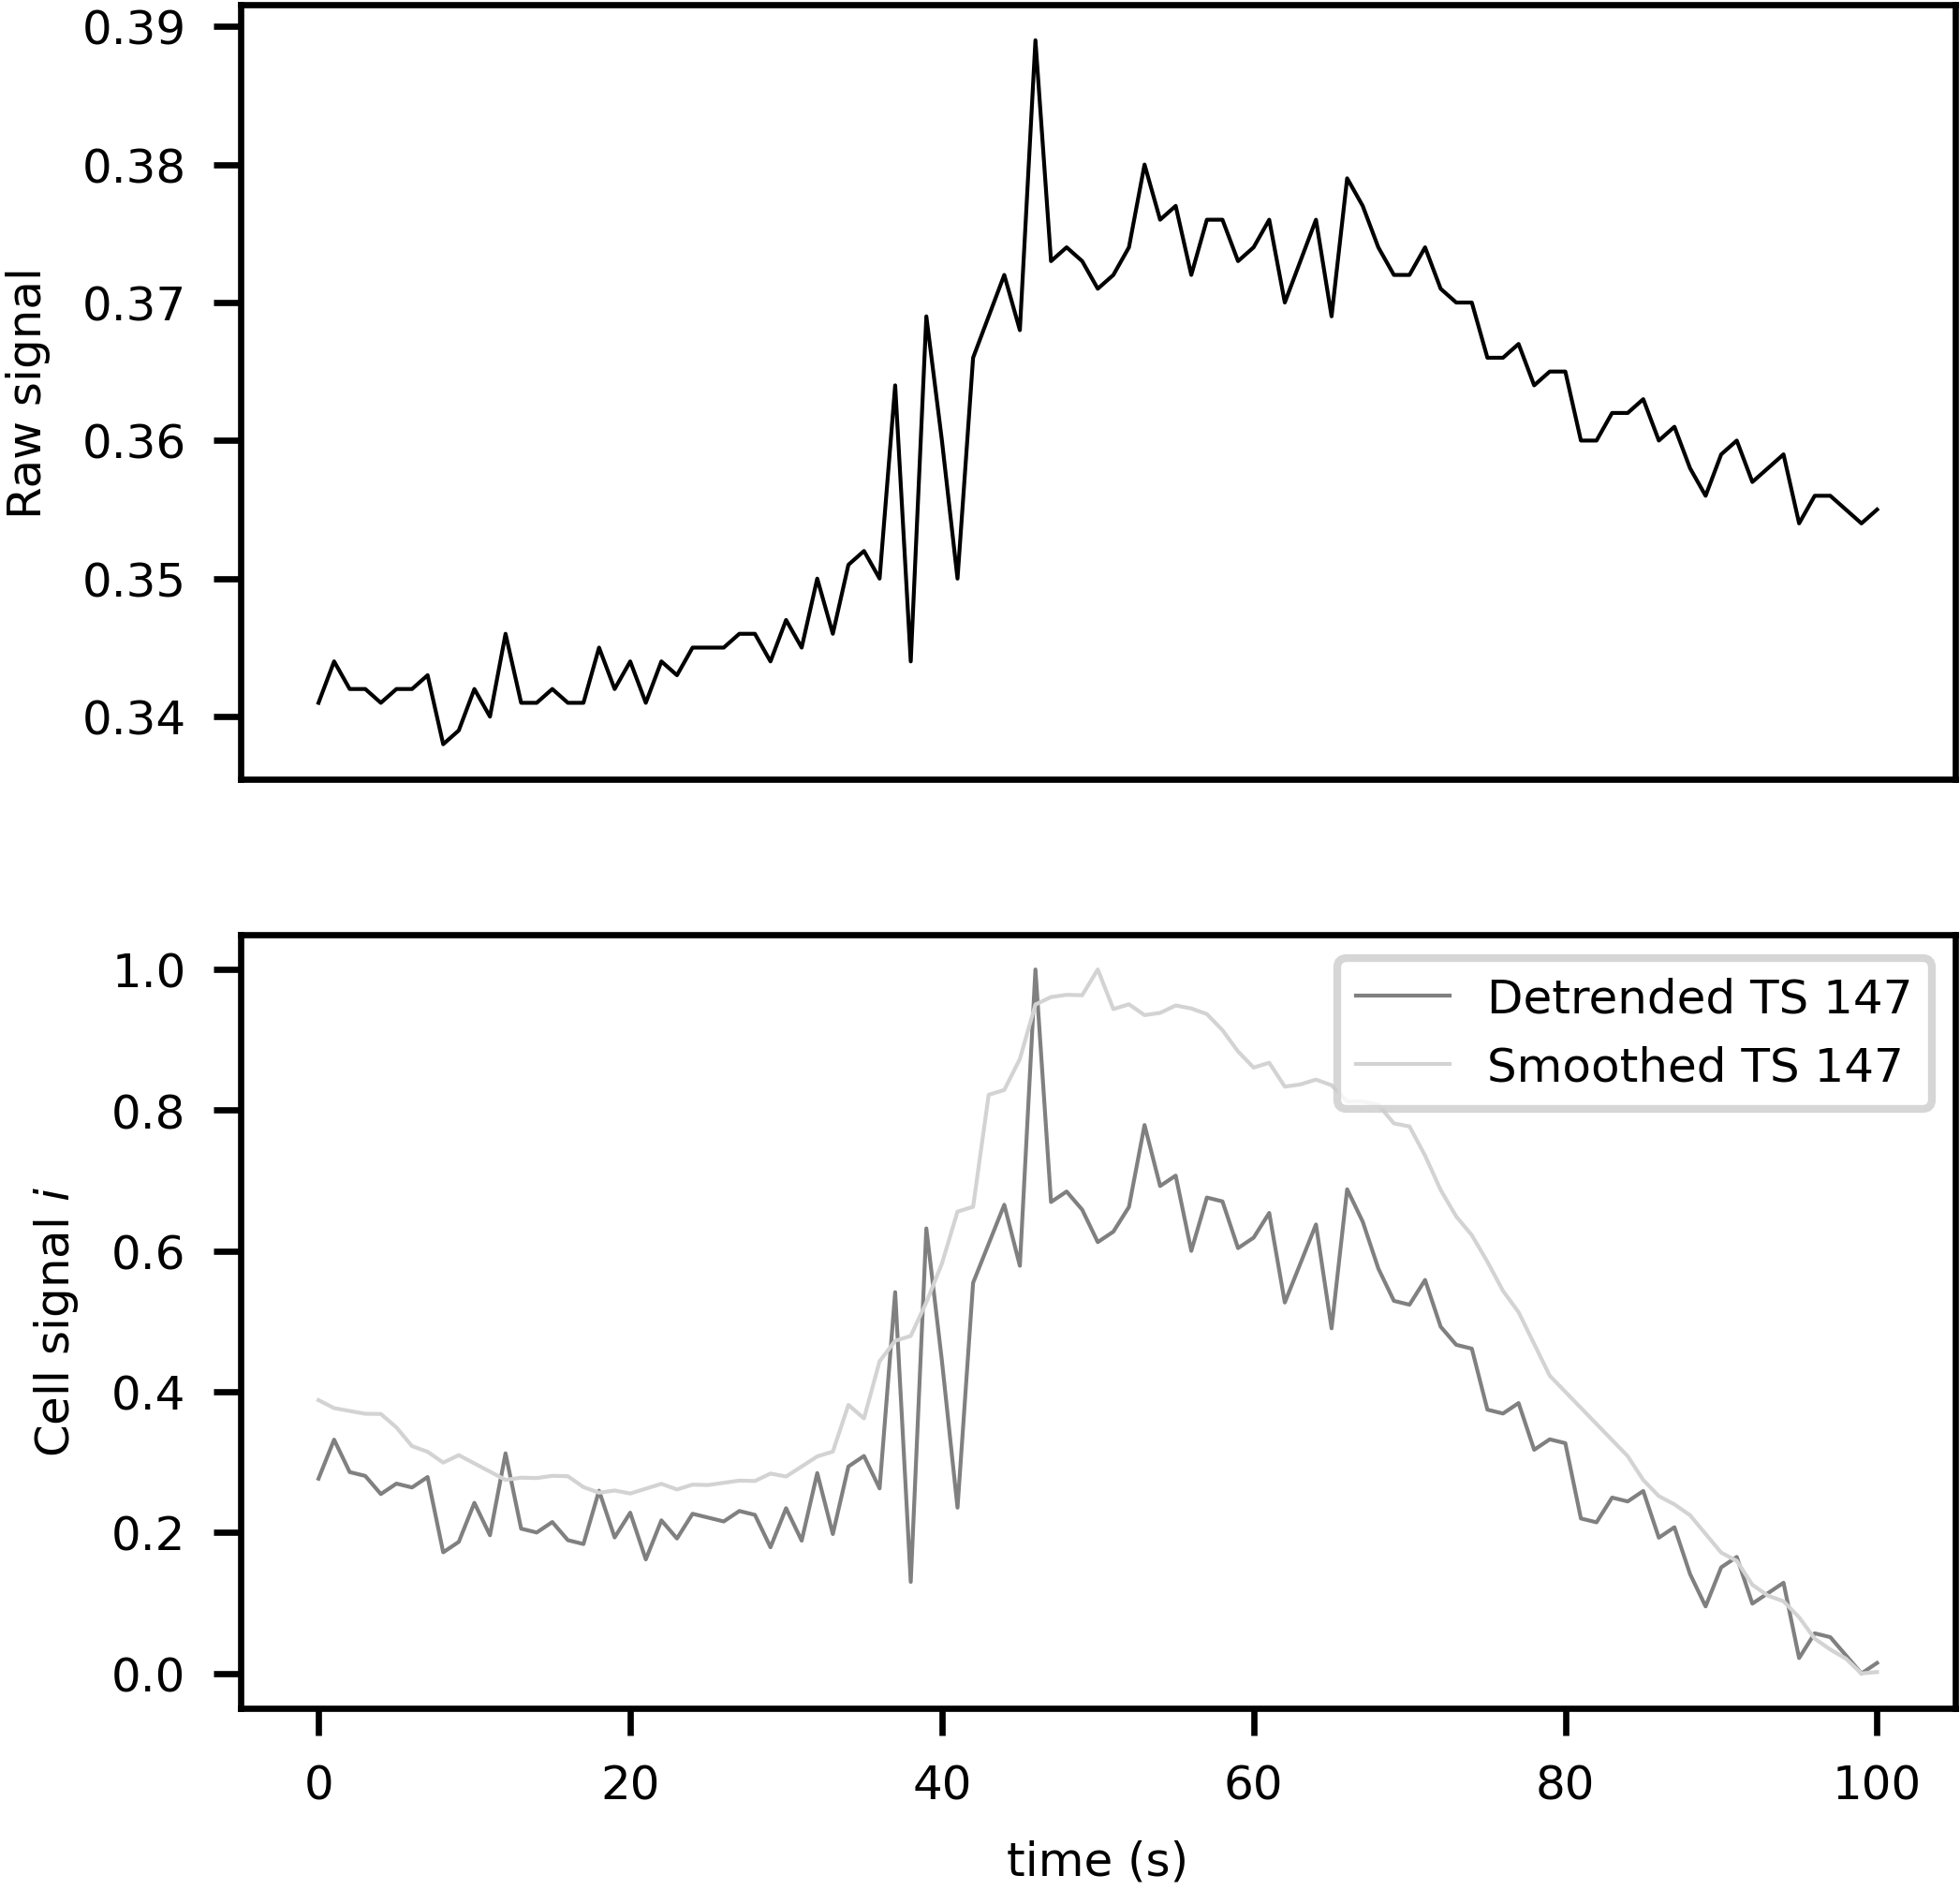 0.39
0.38
0.37
0.36
0.35
0.34
Raw signal
1.0
0.8
0.6
0.4
0.2
0.0
Cell signal i
Detrended TS 147
Smoothed TS 147
0 20 40 60 80 100
time (s)